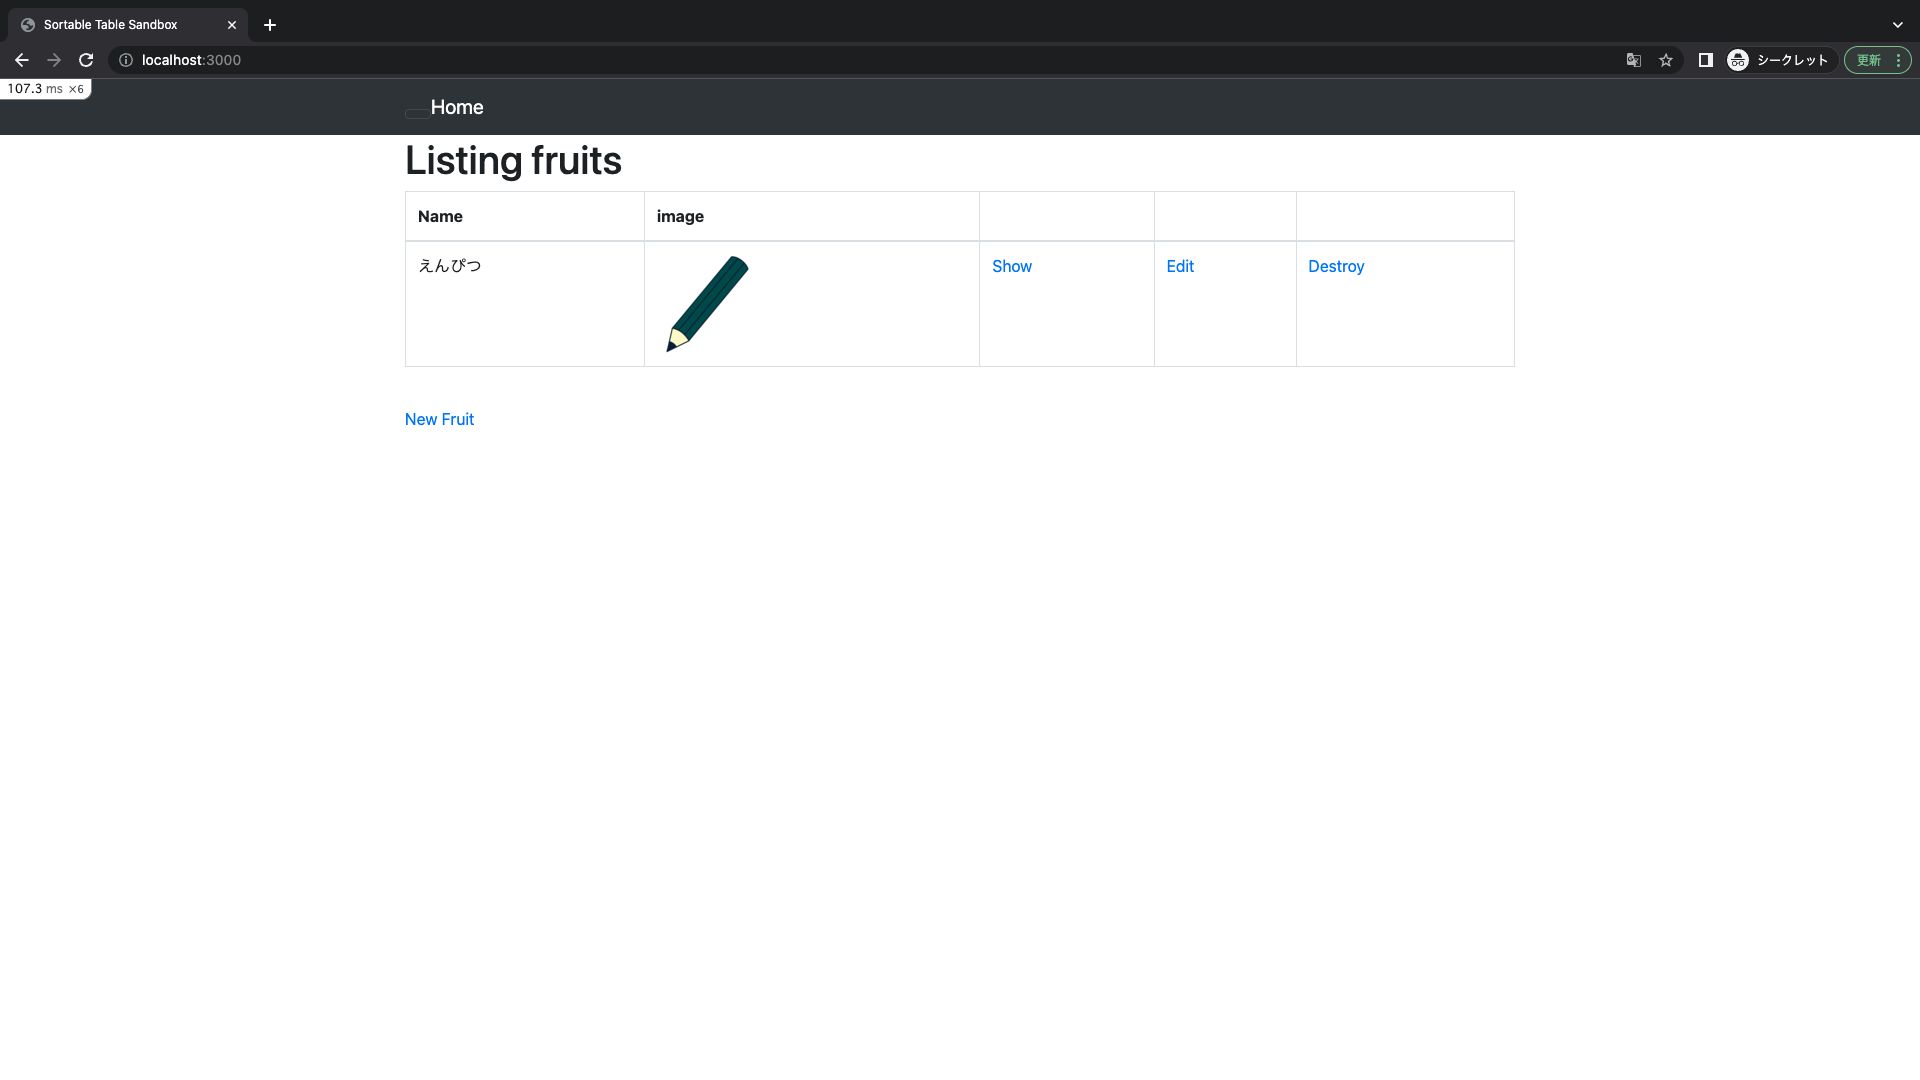 Sortable Table Sandbox
localhost:3000
シークレット
更新
107.3 ms ×6
Home
Listing fruits
Name image
えんぴつ Show Edit Destroy
New Fruit